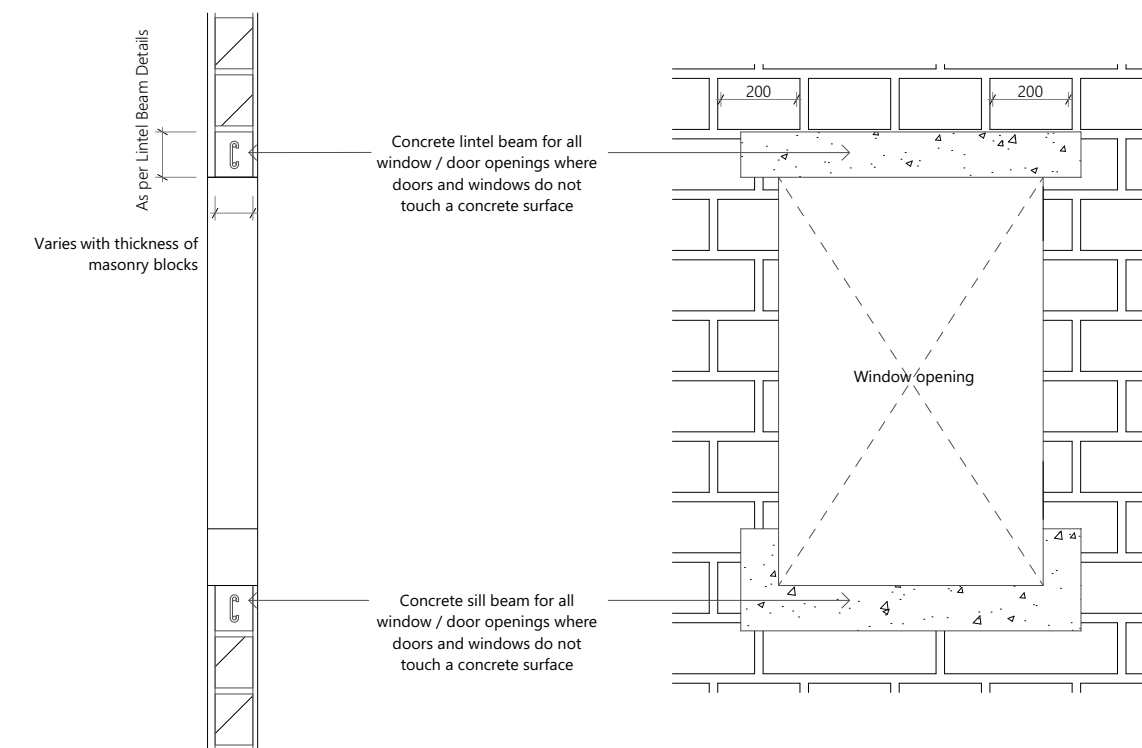 As per Lintel Beam Details
Varies with thickness of
masonry blocks
Concrete lintel beam for all
window / door openings where
doors and windows do not
touch a concrete surface
200
200
Window opening
Concrete sill beam for all
window / door openings where
doors and windows do not
touch a concrete surface